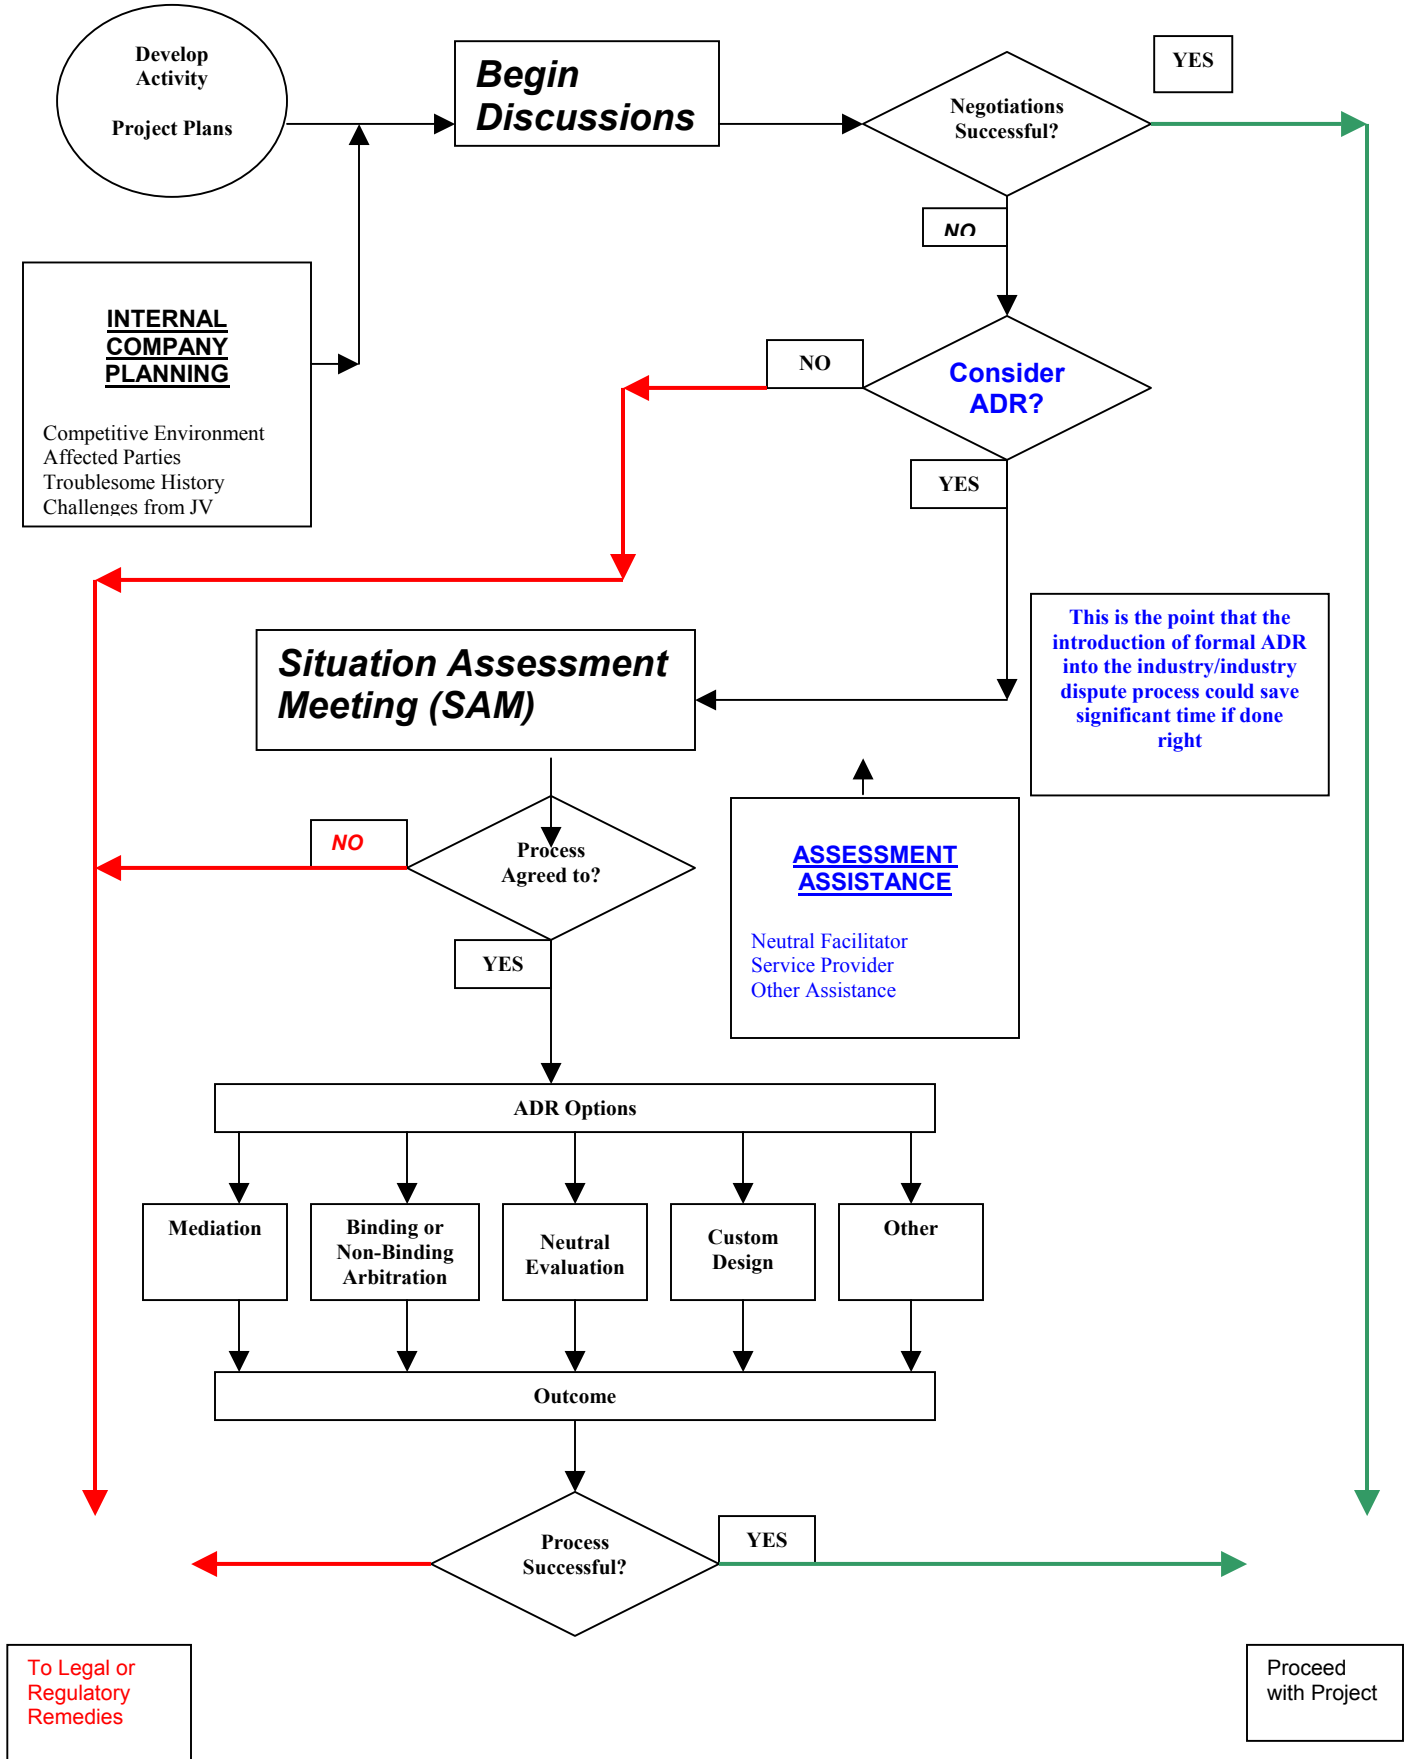 Develop
Activity
Project Plans
Begin
Discussions
Negotiations
Successful?
YES
NO
INTERNAL
COMPANY
PLANNING
Competitive Environment
Affected Parties
Troublesome History
Challenges from JV
NO
Consider
ADR?
YES
This is the point that the
introduction of formal ADR
into the industry/industry
dispute process could save
significant time if done
right
Situation Assessment
Meeting (SAM)
NO
Process
Agreed to?
YES
ASSESSMENT
ASSISTANCE
Neutral Facilitator
Service Provider
Other Assistance
ADR Options
Mediation
Binding or
Non-Binding
Arbitration
Neutral
Evaluation
Custom
Design
Other
Outcome
Process
Successful?
YES
To Legal or
Regulatory
Remedies
Proceed
with Project